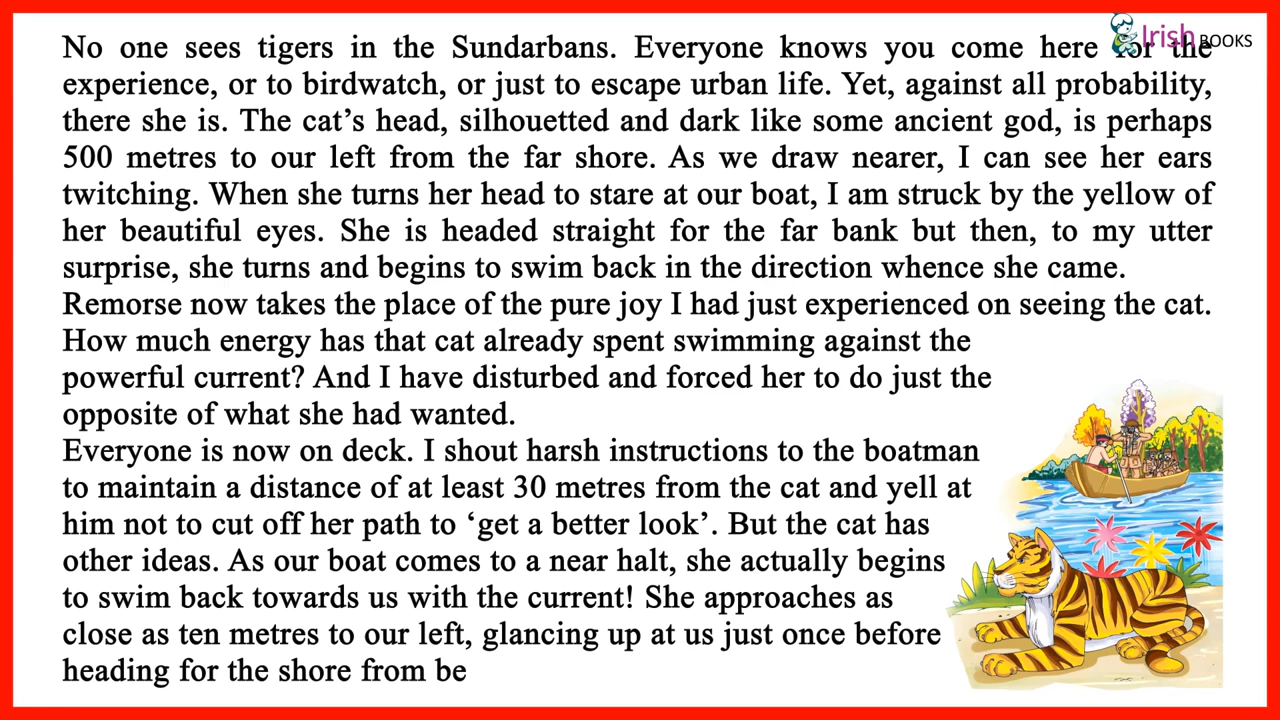 Irish BOOKS
No one sees tigers in the Sundarbans. Everyone knows you come here for the
experience, or to birdwatch, or just to escape urban life. Yet, against all probability,
there she is. The cat’s head, silhouetted and dark like some ancient god, is perhaps
500 metres to our left from the far shore. As we draw nearer, I can see her ears
twitching. When she turns her head to stare at our boat, I am struck by the yellow of
her beautiful eyes. She is headed straight for the far bank but then, to my utter
surprise, she turns and begins to swim back in the direction whence she came.
Remorse now takes the place of the pure joy I had just experienced on seeing the cat.
How much energy has that cat already spent swimming against the
powerful current? And I have disturbed and forced her to do just the
opposite of what she had wanted.
Everyone is now on deck. I shout harsh instructions to the boatman
to maintain a distance of at least 30 metres from the cat and yell at
him not to cut off her path to ‘get a better look’. But the cat has
other ideas. As our boat comes to a near halt, she actually begins
to swim back towards us with the current! She approaches as
close as ten metres to our left, glancing up at us just once before
heading for the shore from be